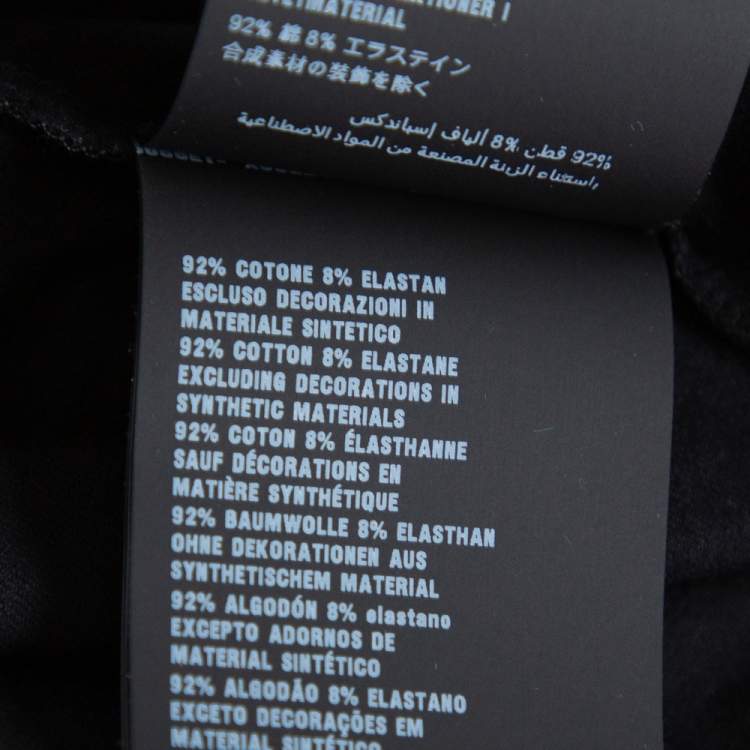 MATERIAL
92% 綿 8% エラステイン
合成素材の装飾を除く
92% قطن 8% ألياف إسباندكس
باستثناء الزينة المصنعة من المواد الاصطناعية
92% COTONE 8% ELASTAN
ESCLUSO DECORAZIONI IN
MATERIALE SINTETICO
92% COTTON 8% ELASTANE
EXCLUDING DECORATIONS IN
SYNTHETIC MATERIALS
92% COTON 8% ÉLASTHANNE
SAUF DÉCORATIONS EN
MATIÈRE SYNTHÉTIQUE
92% BAUMWOLLE 8% ELASTHAN
OHNE DEKORATIONEN AUS
SYNTHETISCHEM MATERIAL
92% ALGODÓN 8% elastano
EXCEPTO ADORNOS DE
MATERIAL SINTÉTICO
92% ALGODÃO 8% ELASTANO
EXCETO DECORAÇÕES EM
MATERIAL SINTÉTICO